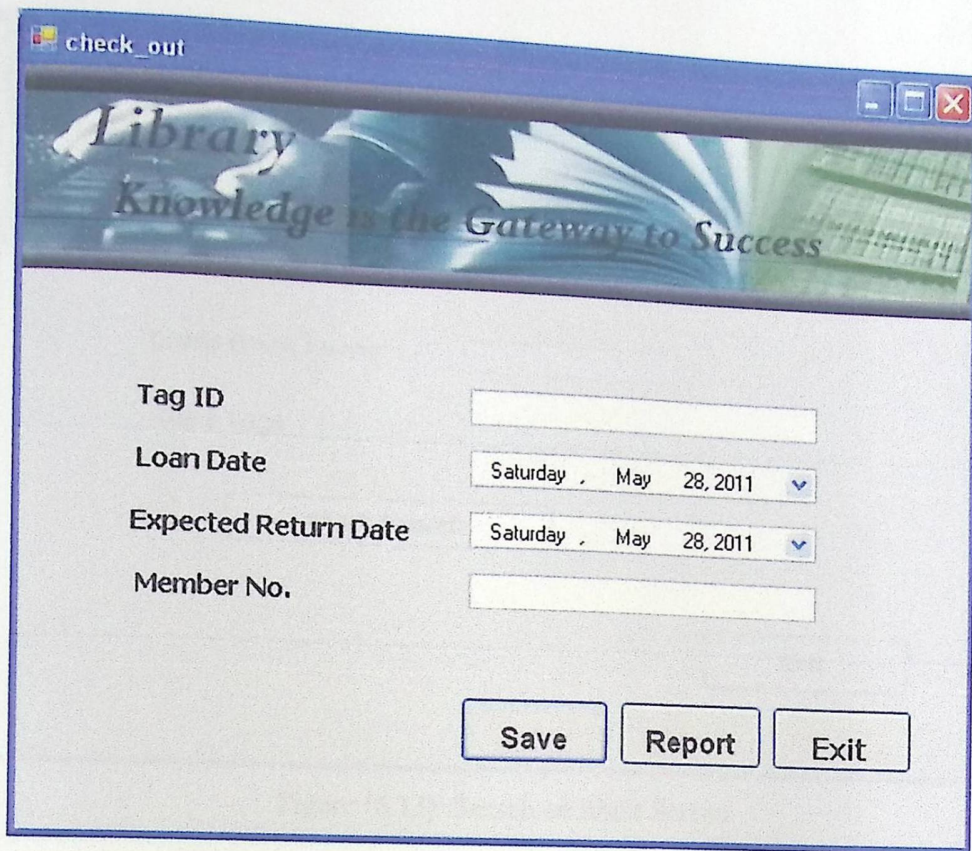 check_out
Library
Knowledge is the Gateway to Success
Tag ID
Loan Date Saturday , May 28, 2011
Expected Return Date Saturday , May 28, 2011
Member No.
Save Report Exit